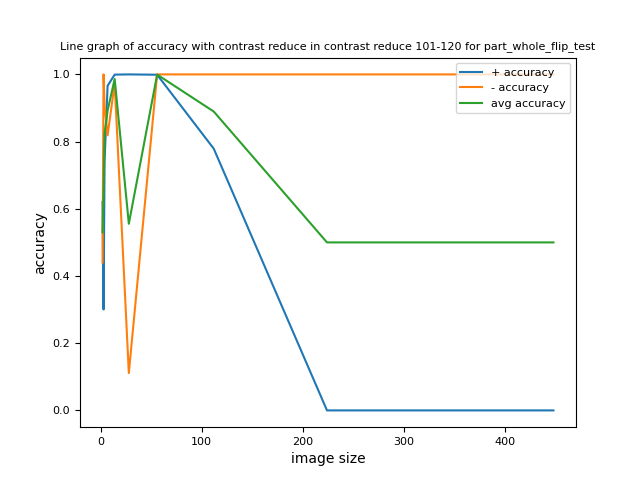 Line graph of accuracy with contrast reduce in contrast reduce 101-120 for part_whole_flip_test
+ accuracy
- accuracy
avg accuracy
1.0
0.8
0.6
0.4
0.2
0.0
accuracy
0 100 200 300 400
image size